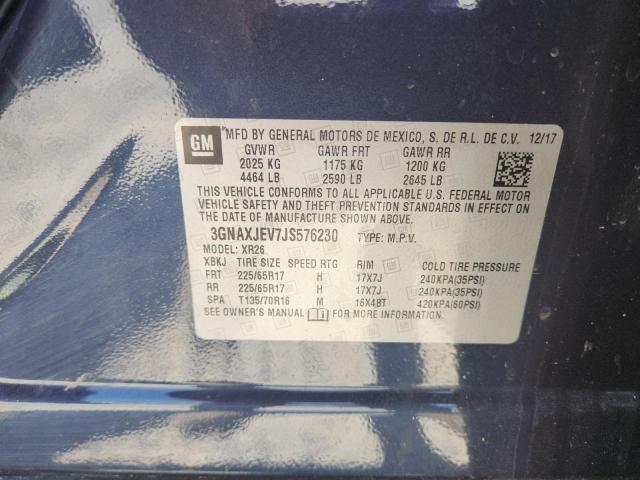 GM MFD BY GENERAL MOTORS DE MEXICO, S. DE R.L. DE C.V. 12/17
GVWR GAWR FRT GAWR RR
2025 KG 1175 KG 1200 KG
4464 LB 2590 LB 2645 LB
THIS VEHICLE CONFORMS TO ALL APPLICABLE U.S. FEDERAL MOTOR
VEHICLE SAFETY AND THEFT PREVENTION STANDARDS IN EFFECT ON
THE DATE OF MANUFACTURE SHOWN ABOVE.
3GNAXJEV7JS576230 TYPE: M.P.V.
MODEL: XR26
XBKJ TIRE SIZE SPEED RTG RIM COLD TIRE PRESSURE
FRT 225/65R17 H 17X7J 240KPA(35PSI)
RR 225/65R17 H 17X7J 240KPA(35PSI)
SPA T135/70R16 M 16X4BT 420KPA(60PSI)
SEE OWNER'S MANUAL FOR MORE INFORMATION